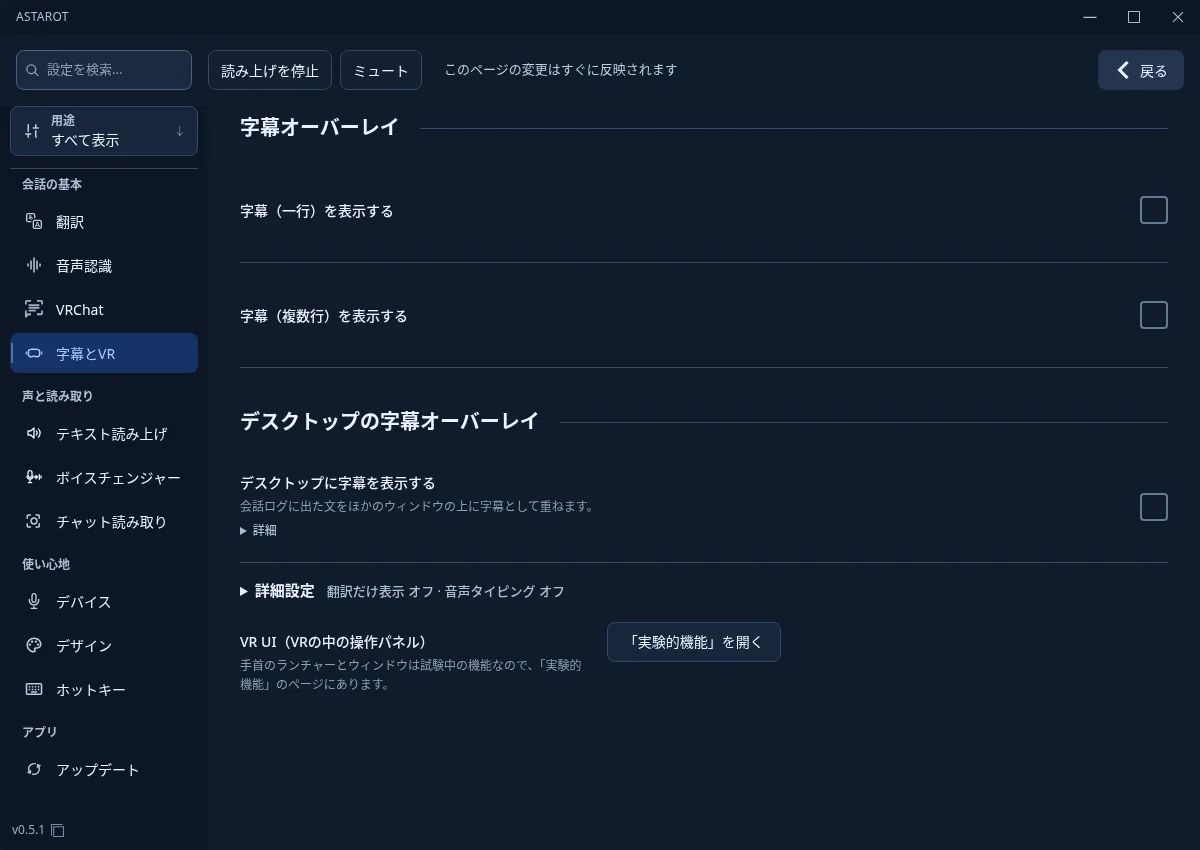 ASTAROT
設定を検索...
読み上げを停止
ミュート
このページの変更はすぐに反映されます
戻る
用途
すべて表示
会話の基本
翻訳
音声認識
VRChat
字幕とVR
声と読み取り
テキスト読み上げ
ボイスチェンジャー
チャット読み取り
使い心地
デバイス
デザイン
ホットキー
アプリ
アップデート
v0.5.1
字幕オーバーレイ
字幕（一行）を表示する
字幕（複数行）を表示する
デスクトップの字幕オーバーレイ
デスクトップに字幕を表示する
会話ログに出た文をほかのウィンドウの上に字幕として重ねます。
詳細
詳細設定 翻訳だけ表示 オフ · 音声タイピング オフ
VR UI（VRの中の操作パネル）
手首のランチャーとウィンドウは試験中の機能なので、「実験的
機能」のページにあります。
「実験的機能」を開く